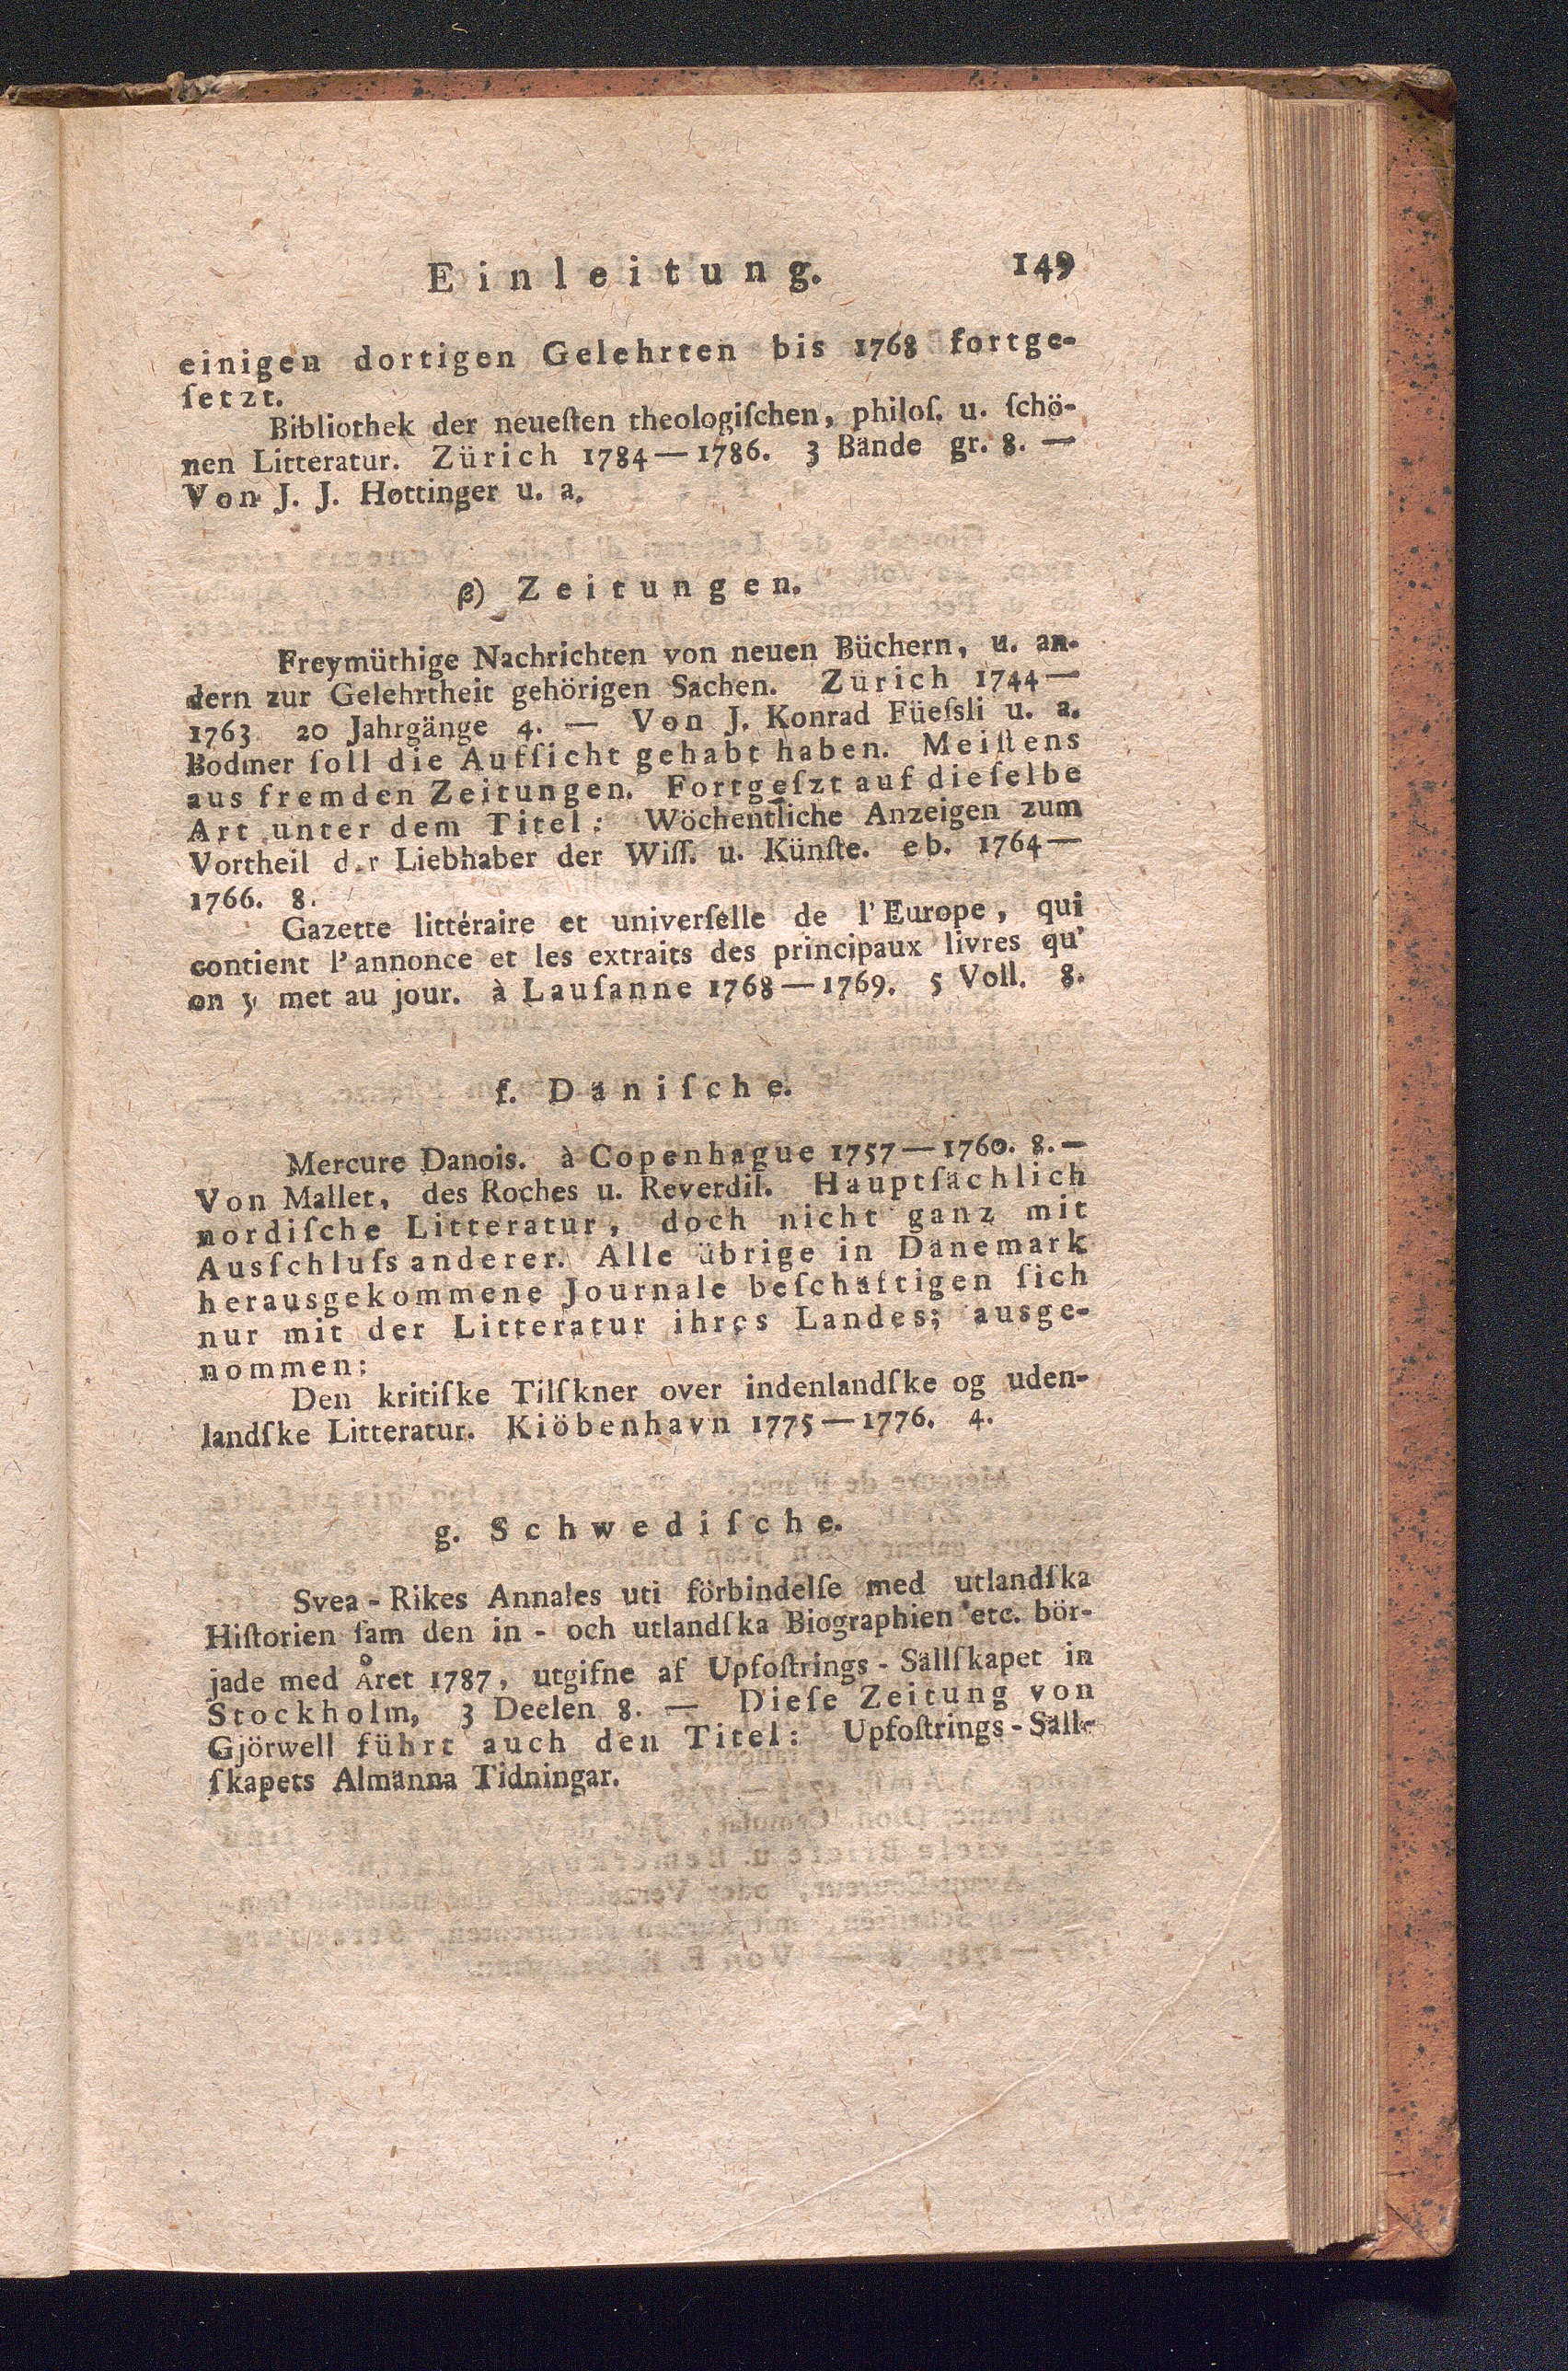 Einleitung. 149
einigen dortigen Gelehrten bis 1768 fortge-
ſetzt.
Bibliothek der neueſten theologiſchen, philoſ. u. ſchö-
nen Litteratur. Zürich 1784—1786. 3 Bände gr. 8. —
Von J. J. Hottinger u. a.
β) Zeitungen.
Freymüthige Nachrichten von neuen Büchern, u. an-
dern zur Gelehrtheit gehörigen Sachen. Zürich 1744—
1763 20 Jahrgänge 4. — Von J. Konrad Füeſsli u. a.
Bodmer ſoll die Aufſicht gehabt haben. Meiſtens
aus fremden Zeitungen. Fortgeſzt auf dieſelbe
Art unter dem Titel: Wöchentliche Anzeigen zum
Vortheil der Liebhaber der Wiſſ. u. Künſte. eb. 1764—
1766. 8.
Gazette littéraire et univerſelle de l'Europe, qui
contient l'annonce et les extraits des principaux livres qu'
on y met au jour. à Lauſanne 1768—1769. 5 Voll. 8.
f. Däniſche.
Mercure Danois. à Copenhague 1757—1760. 8.—
Von Mallet, des Roches u. Reverdil. Hauptſächlich
nordiſche Litteratur, doch nicht ganz mit
Ausſchluſs anderer. Alle übrige in Dänemark
herausgekommene Journale beſchäftigen ſich
nur mit der Litteratur ihres Landes; ausge-
nommen:
Den kritiſke Tilſkner over indenlandſke og uden-
landſke Litteratur. Kiöbenhavn 1775—1776. 4.
g. Schwediſche.
Svea-Rikes Annales uti förbindelſe med utlandſka
Hiſtorien ſam den in- och utlandſka Biographien etc. bör-
jade med Året 1787, utgifne af Upfoſtrings-Sällſkapet in
Stockholm, 3 Deelen 8. — Dieſe Zeitung von
Gjörwell führt auch den Titel: Upfoſtrings-Säll-
ſkapets Almänna Tidningar.